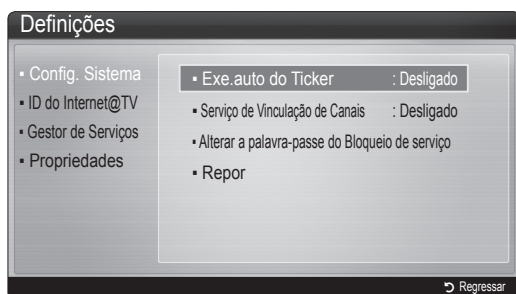 Definições
▪ Config. Sistema
▪ ID do Internet@TV
▪ Gestor de Serviços
▪ Propriedades
▪ Exe.auto do Ticker : Desligado
▪ Serviço de Vinculação de Canais : Desligado
▪ Alterar a palavra-passe do Bloqueio de serviço
▪ Repor
Regressar